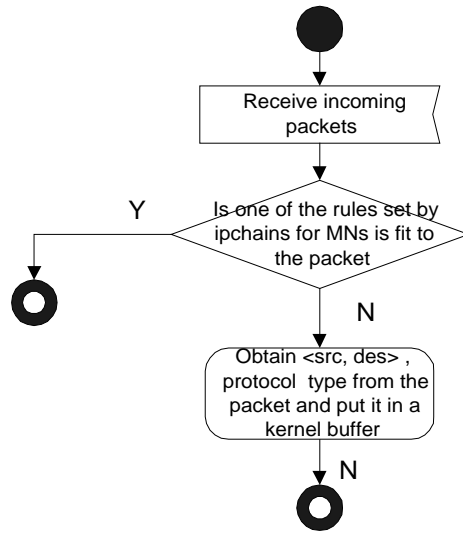 Receive incoming
packets
Is one of the rules set by
ipchains for MNs is fit to
the packet
Y
N
Obtain <src, des> ,
protocol type from the
packet and put it in a
kernel buffer
N